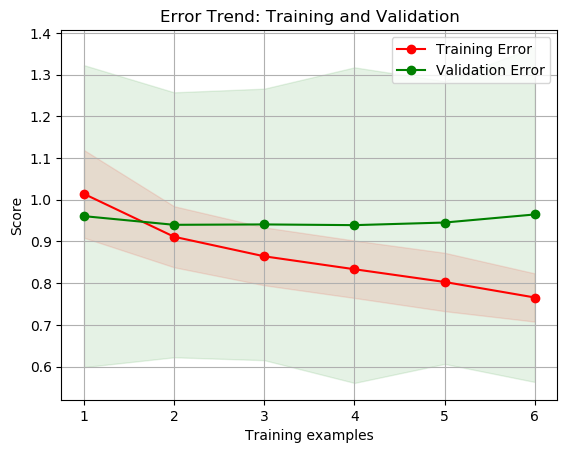 Error Trend: Training and Validation
Training Error
Validation Error
Score
1.4
1.3
1.2
1.1
1.0
0.9
0.8
0.7
0.6
1 2 3 4 5 6
Training examples